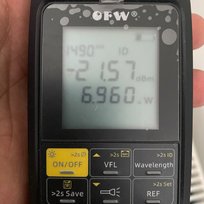 OFW
1490 nm ID
-21.57 dBm
6.960 uW
>2s
ON/OFF
VFL
>2s ID
Wavelength
>2s Save
>2s Set
REF